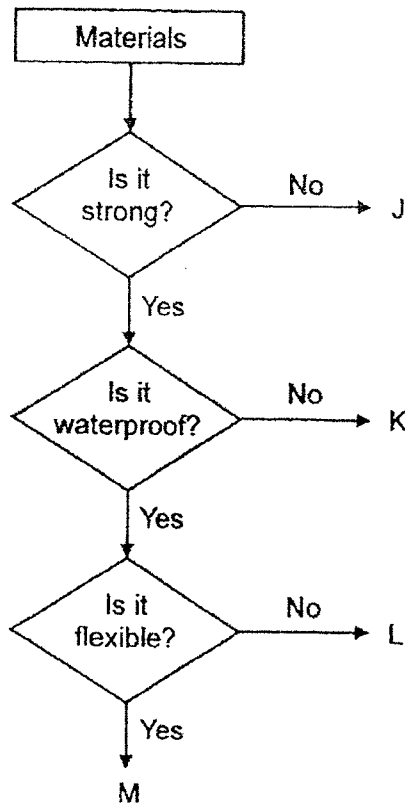 Materials
Is it
strong?
No
J
Yes
Is it
waterproof?
No
K
Yes
Is it
flexible?
No
L
Yes
M